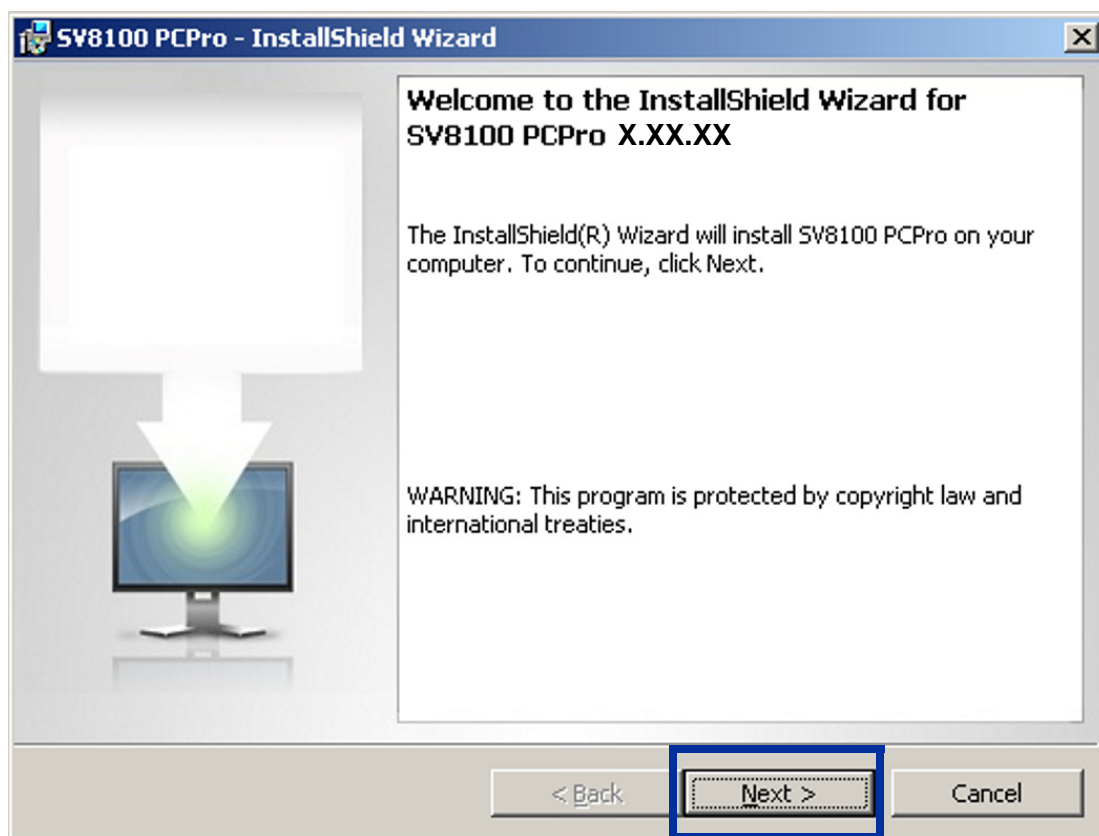 SV8100 PCPro - InstallShield Wizard
Welcome to the InstallShield Wizard for
SV8100 PCPro X.XX.XX
The InstallShield(R) Wizard will install SV8100 PCPro on your
computer. To continue, click Next.
WARNING: This program is protected by copyright law and
international treaties.
< Back Next > Cancel